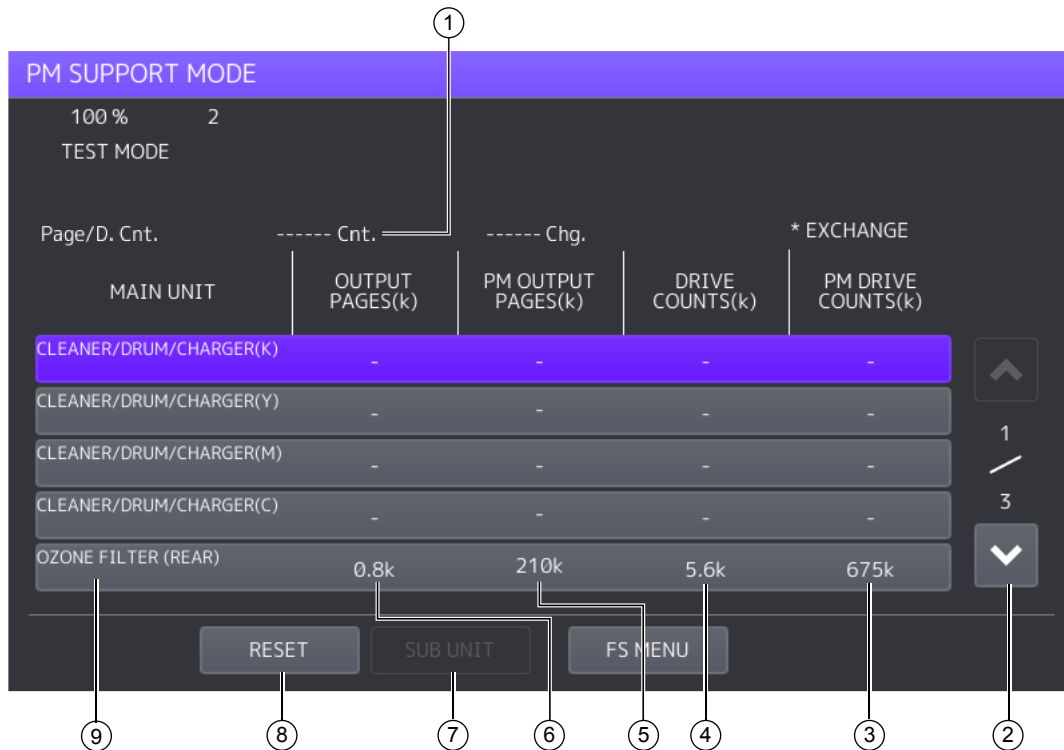 1
PM SUPPORT MODE
100 % 2
TEST MODE
Page/D. Cnt. ------ Cnt. ------ Chg. * EXCHANGE
MAIN UNIT OUTPUT PAGES(k) PM OUTPUT PAGES(k) DRIVE COUNTS(k) PM DRIVE COUNTS(k)
CLEANER/DRUM/CHARGER(K) - - - -
CLEANER/DRUM/CHARGER(Y) - - - -
CLEANER/DRUM/CHARGER(M) - - - -
CLEANER/DRUM/CHARGER(C) - - - -
1
/
3
OZONE FILTER (REAR) 0.8k 210k 5.6k 675k
RESET SUB UNIT FS MENU
9 8 7 6 5 4 3 2